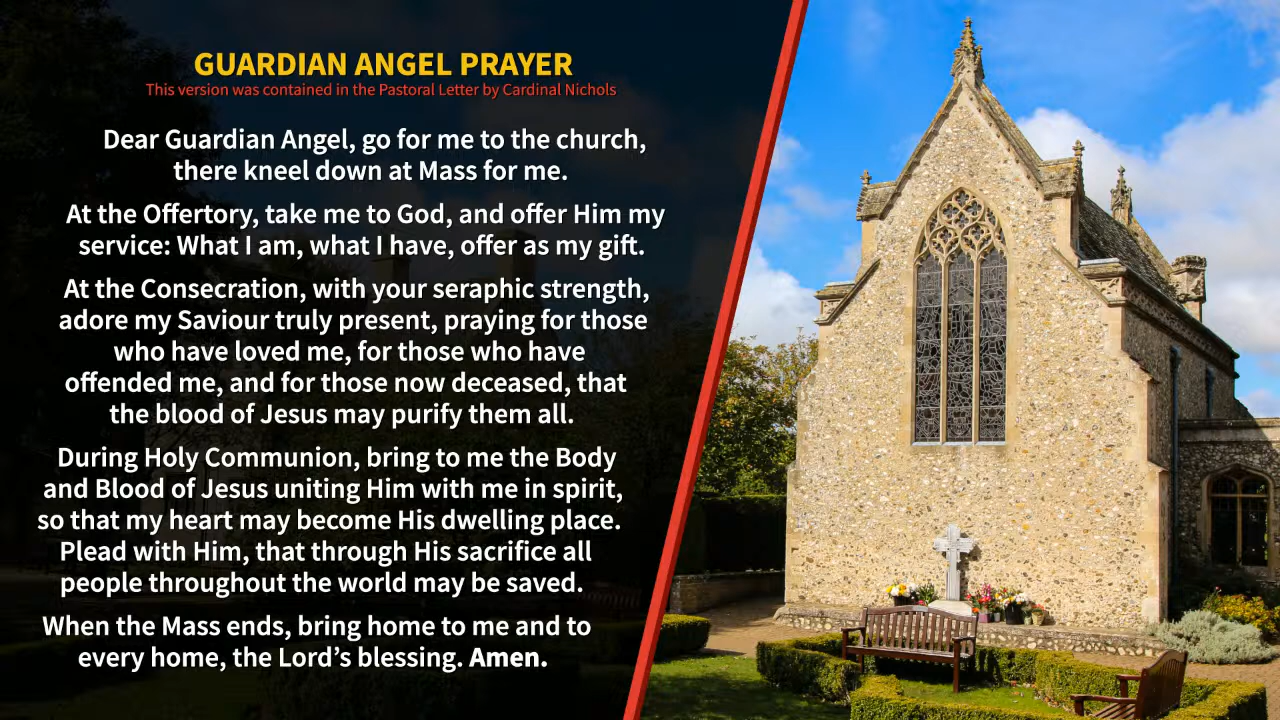 GUARDIAN ANGEL PRAYER
This version was contained in the Pastoral Letter by Cardinal Nichols
Dear Guardian Angel, go for me to the church,
there kneel down at Mass for me.
At the Offertory, take me to God, and offer Him my
service: What I am, what I have, offer as my gift.
At the Consecration, with your seraphic strength,
adore my Saviour truly present, praying for those
who have loved me, for those who have
offended me, and for those now deceased, that
the blood of Jesus may purify them all.
During Holy Communion, bring to me the Body
and Blood of Jesus uniting Him with me in spirit,
so that my heart may become His dwelling place.
Plead with Him, that through His sacrifice all
people throughout the world may be saved.
When the Mass ends, bring home to me and to
every home, the Lord’s blessing. Amen.